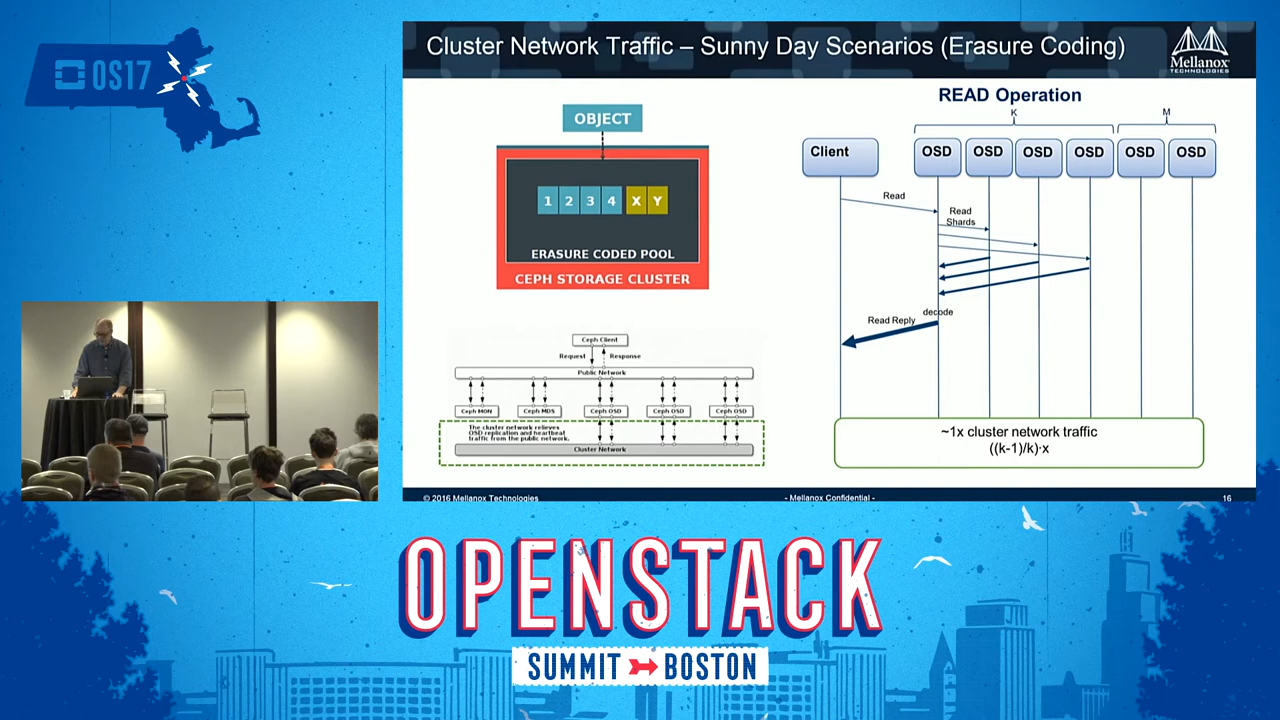 OS17
Cluster Network Traffic – Sunny Day Scenarios (Erasure Coding)
Mellanox
TECHNOLOGIES
OBJECT
1 2 3 4 X Y
ERASURE CODED POOL
CEPH STORAGE CLUSTER
READ Operation
K
M
Client
OSD OSD OSD OSD OSD OSD
Read
Read
Shards
decode
Read Reply
~1x cluster network traffic
((k-1)/k)·x
Ceph Client
Request
Response
Public Network
Ceph MON
Ceph MDS
Ceph OSD
Ceph OSD
Ceph OSD
The cluster network relieves
OSD replication and heartbeat
traffic from the public network.
Cluster Network
© 2016 Mellanox Technologies
- Mellanox Confidential -
16
OPENSTACK
SUMMIT BOSTON